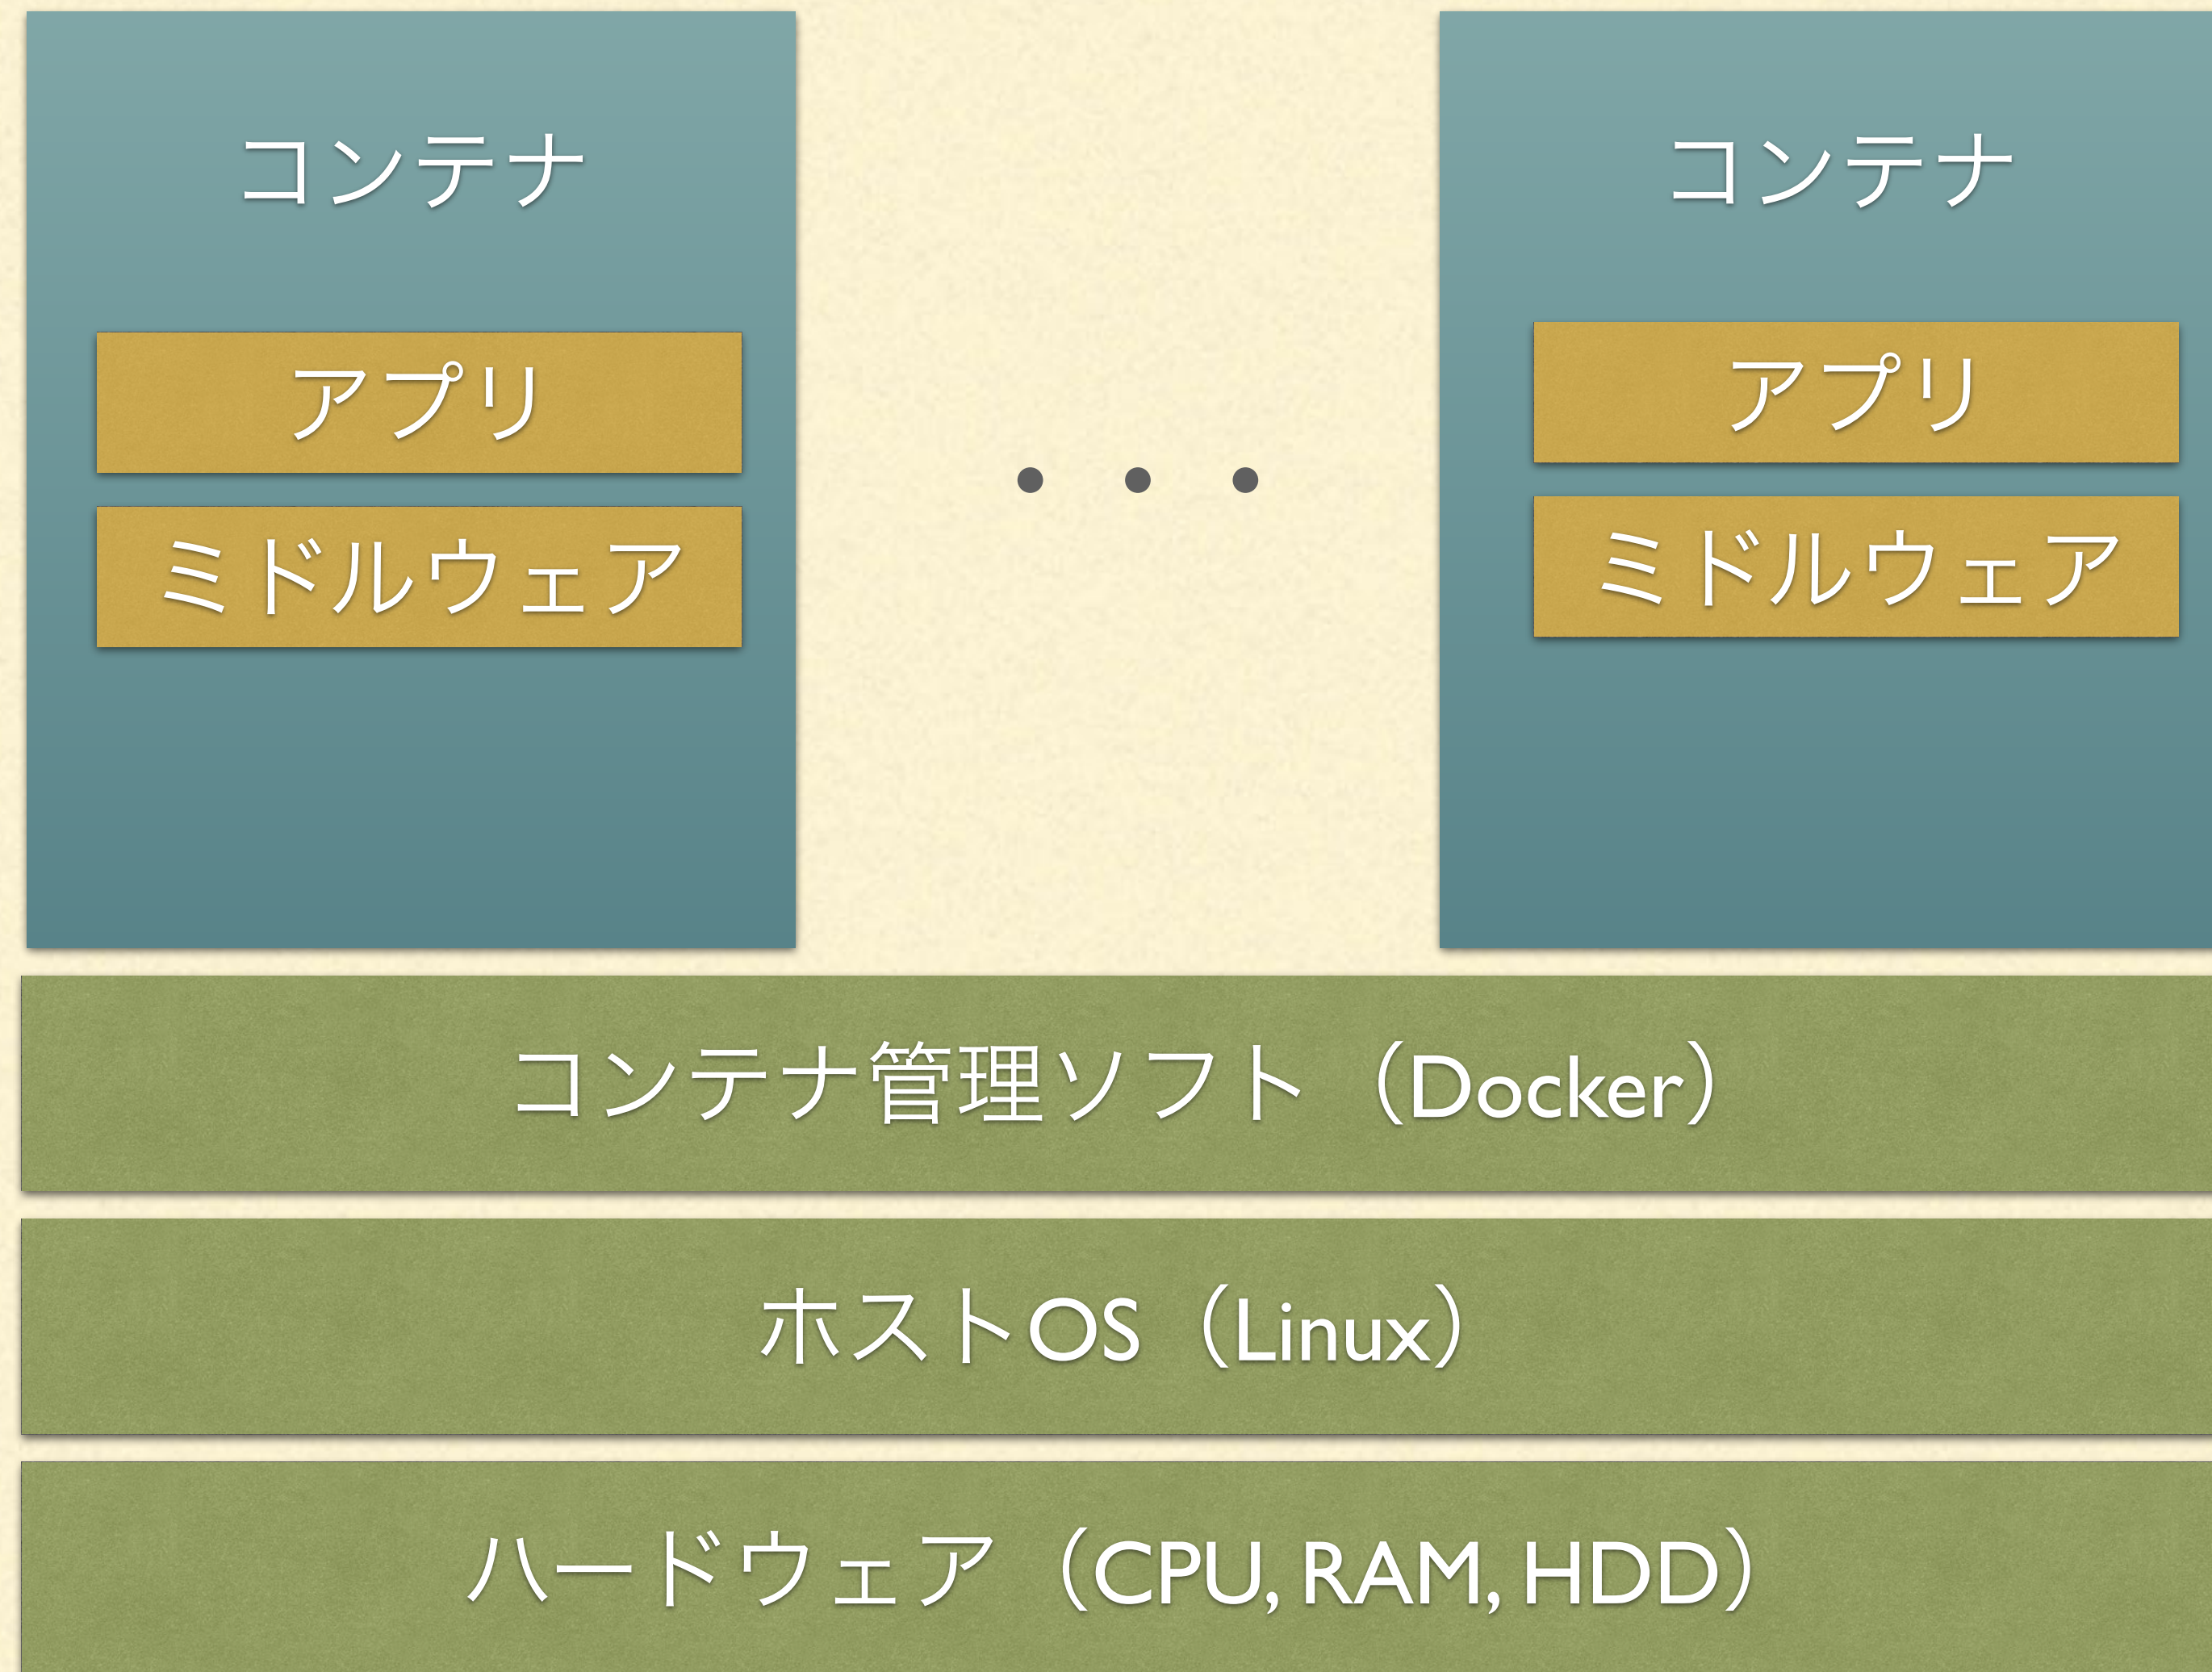 コンテナ
アプリ
ミドルウェア
・・・
コンテナ
アプリ
ミドルウェア
コンテナ管理ソフト（Docker）
ホストOS（Linux）
ハードウェア（CPU, RAM, HDD）